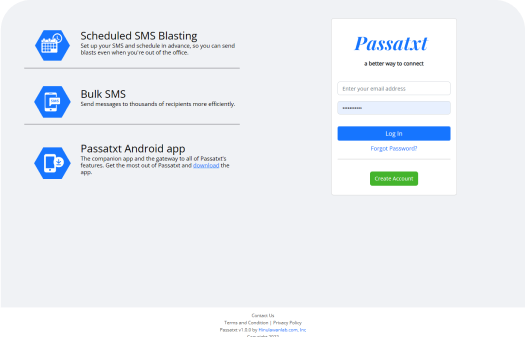 Scheduled SMS Blasting
Set up your SMS and schedule in advance, so you can send
blasts even when you're out of the office.
Bulk SMS
Send messages to thousands of recipients more efficiently.
Passatxt Android app
The companion app and the gateway to all of Passatxt's
features. Get the most out of Passatxt and download the
app.
Passatxt
a better way to connect
Enter your email address
Log In
Forgot Password?
Create Account
Contact Us
Terms and Condition | Privacy Policy
Passatxt v1.0.0 by
Copyright 2022